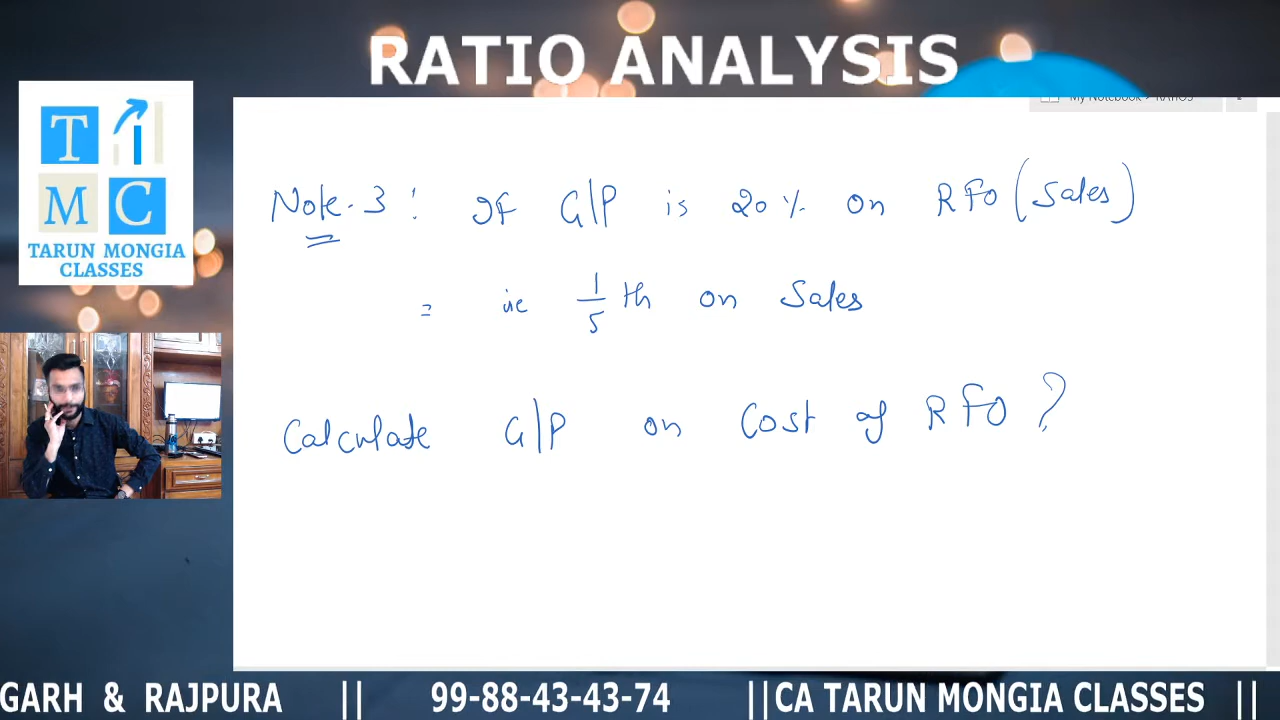 RATIO ANALYSIS
T
M C
TARUN MONGIA
CLASSES
Note-3: If G/P is 20% on RFO (Sales)
= ie 1/5 th on Sales
Calculate G/P on Cost of RFO ?
GARH & RAJPURA || 99-88-43-43-74 || CA TARUN MONGIA CLASSES ||